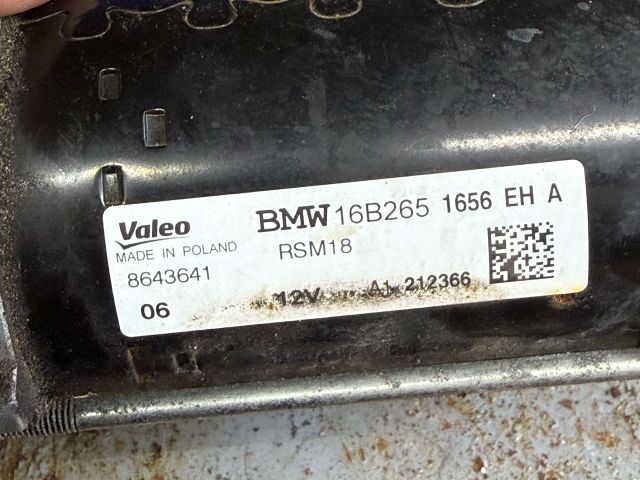 Valeo BMW 16B265 1656 EH A
MADE IN POLAND RSM18
8643641
06 12V A1 212366